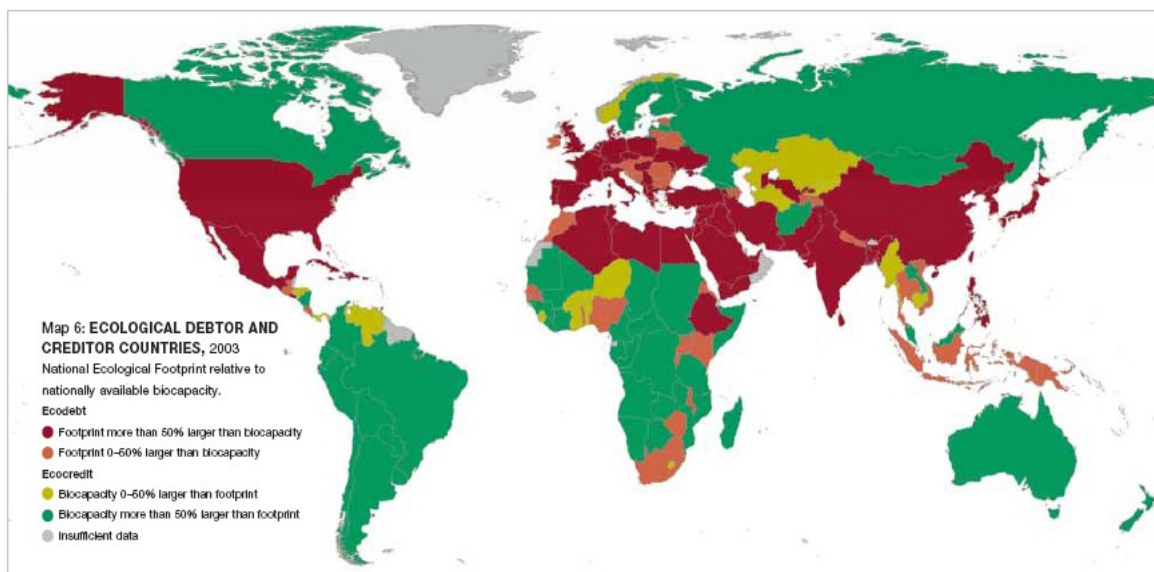 Map 6: ECOLOGICAL DEBTOR AND
CREDITOR COUNTRIES, 2003
National Ecological Footprint relative to
nationally available biocapacity.
Ecodebt
Footprint more than 50% larger than biocapacity
Footprint 0–50% larger than biocapacity
Ecocredit
Biocapacity 0–50% larger than footprint
Biocapacity more than 50% larger than footprint
Insufficient data